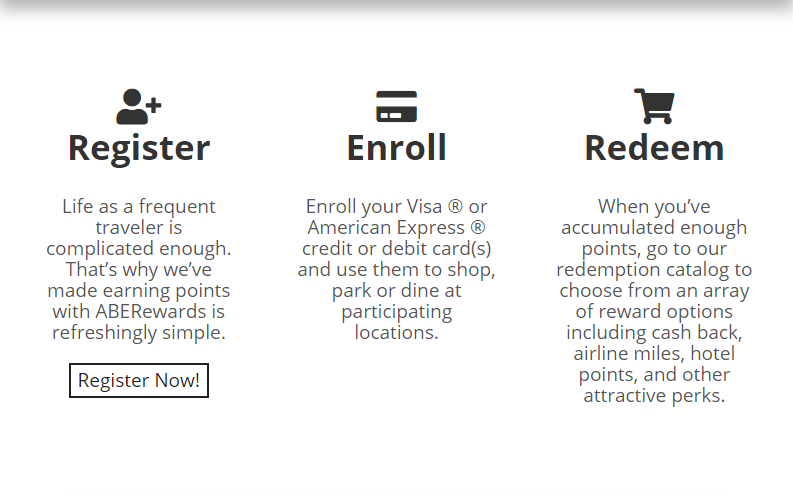 Register
Life as a frequent
traveler is
complicated enough.
That’s why we’ve
made earning points
with ABERewards is
refreshingly simple.
Register Now!
Enroll
Enroll your Visa ® or
American Express ®
credit or debit card(s)
and use them to shop,
park or dine at
participating
locations.
Redeem
When you’ve
accumulated enough
points, go to our
redemption catalog to
choose from an array
of reward options
including cash back,
airline miles, hotel
points, and other
attractive perks.